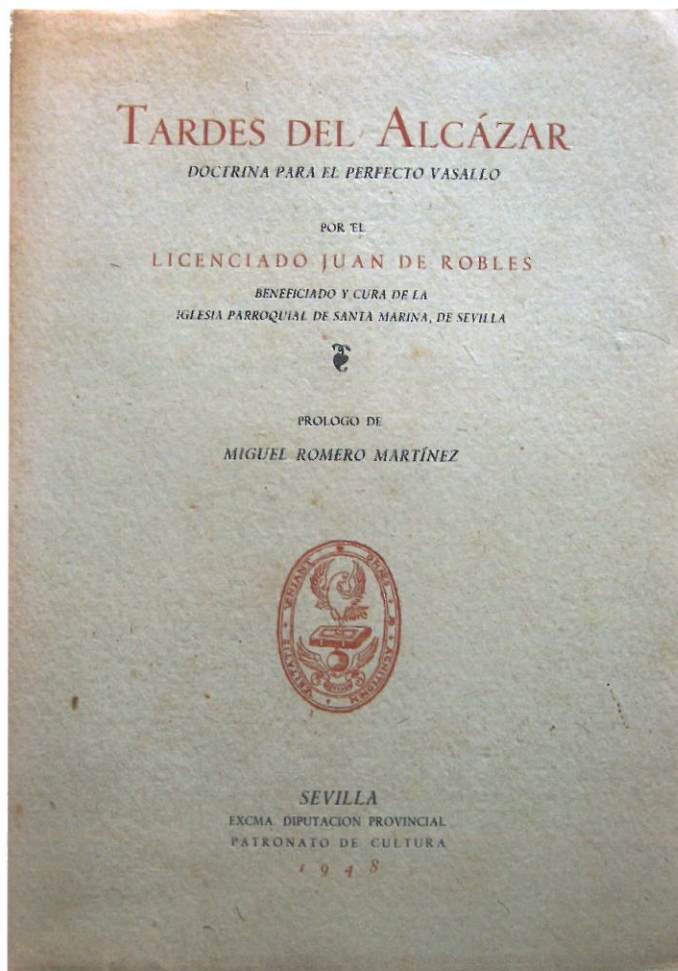 TARDES DEL ALCÁZAR
DOCTRINA PARA EL PERFECTO VASALLO
POR EL
LICENCIADO JUAN DE ROBLES
BENEFICIADO Y CURA DE LA
IGLESIA PARROQUIAL DE SANTA MARINA, DE SEVILLA
PROLOGO DE
MIGUEL ROMERO MARTÍNEZ
SEVILLA
EXCMA. DIPUTACION PROVINCIAL
PATRONATO DE CULTURA
1948